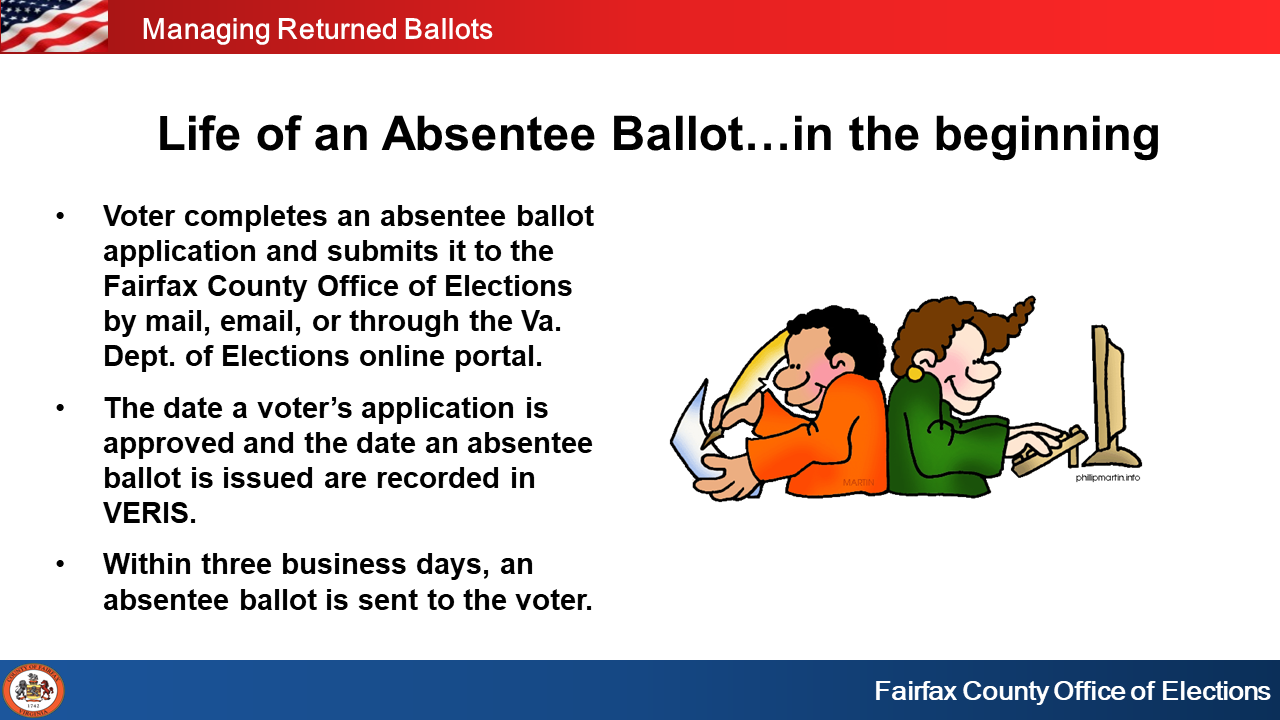 Managing Returned Ballots
Life of an Absentee Ballot…in the beginning
• Voter completes an absentee ballot
application and submits it to the
Fairfax County Office of Elections
by mail, email, or through the Va.
Dept. of Elections online portal.
• The date a voter’s application is
approved and the date an absentee
ballot is issued are recorded in
VERIS.
• Within three business days, an
absentee ballot is sent to the voter.
MARTIN
phillipmartin.info
COUNTY OF FAIRFAX
1742
VIRGINIA
Fairfax County Office of Elections